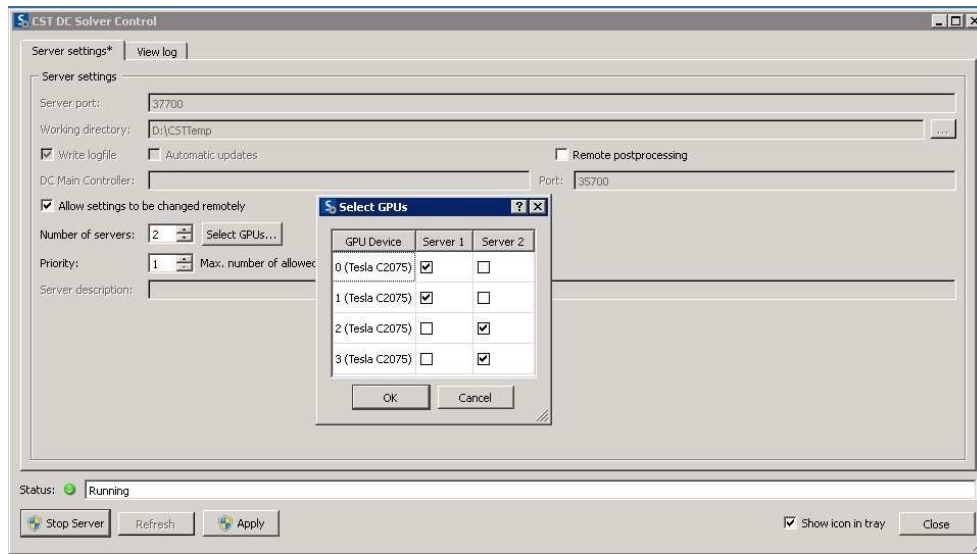 CST DC Solver Control
Server settings* View log
Server settings
Server port: 37700
Working directory: D:\CSTTemp ...
Write logfile Automatic updates Remote postprocessing
DC Main Controller: Port: 35700
Allow settings to be changed remotely
Select GPUs
Number of servers: 2 Select GPUs...
GPU Device Server 1 Server 2
Priority: 1 Max. number of allowed
0 (Tesla C2075)
Server description:
1 (Tesla C2075)
2 (Tesla C2075)
3 (Tesla C2075)
OK Cancel
Status: Running
Stop Server Refresh Apply Show icon in tray Close